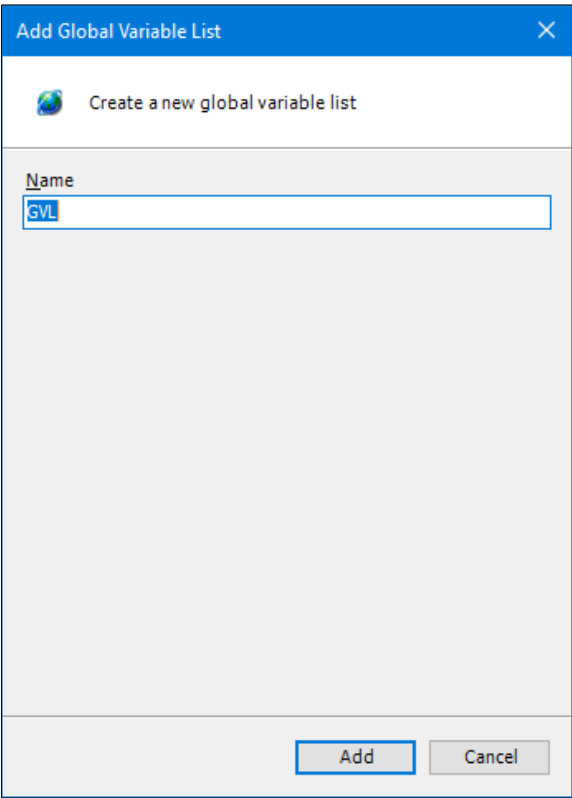 Add Global Variable List
Create a new global variable list
Name
GVL
Add Cancel